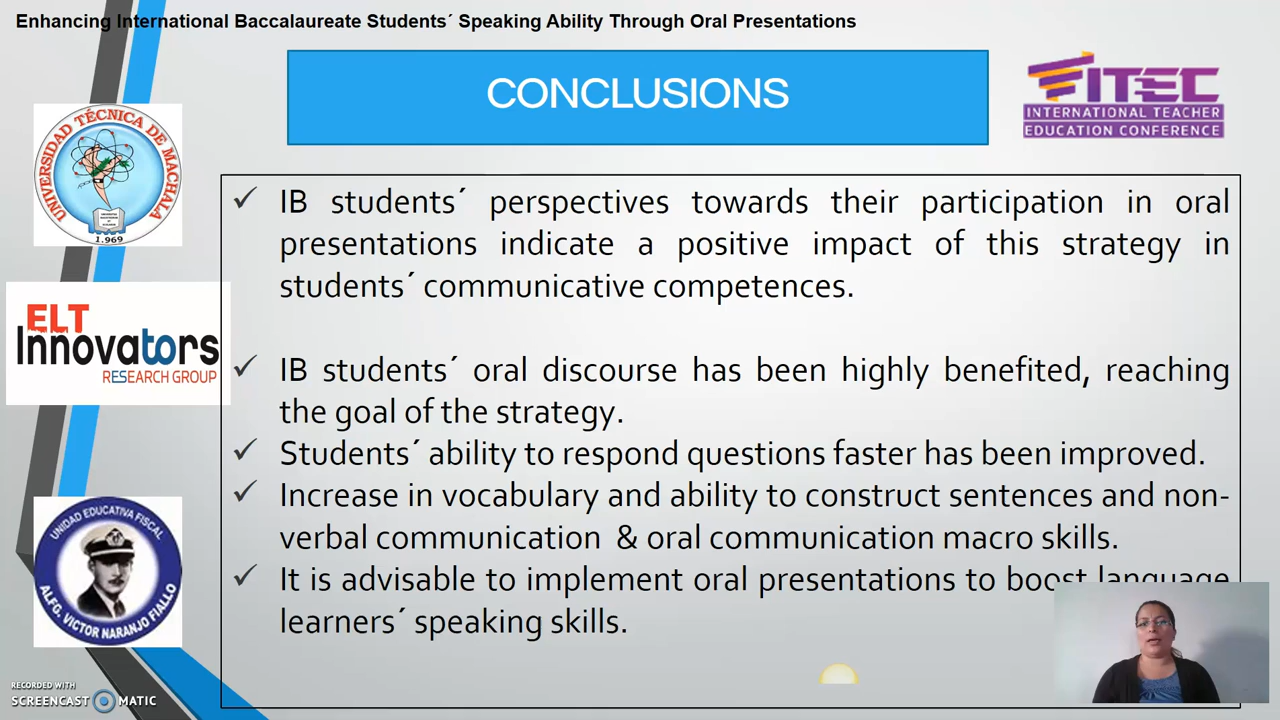 Enhancing International Baccalaureate Students´ Speaking Ability Through Oral Presentations
CONCLUSIONS
ITEC
INTERNATIONAL TEACHER
EDUCATION CONFERENCE
UNIVERSIDAD TÉCNICA DE MACHALA
1.969
ELT
Innovators
RESEARCH GROUP
UNIDAD EDUCATIVA FISCAL
ALFG. VICTOR NARANJO FIALLO
IB students´ perspectives towards their participation in oral
presentations indicate a positive impact of this strategy in
students´ communicative competences.
IB students´ oral discourse has been highly benefited, reaching
the goal of the strategy.
Students´ ability to respond questions faster has been improved.
Increase in vocabulary and ability to construct sentences and non-
verbal communication & oral communication macro skills.
It is advisable to implement oral presentations to boost language
learners´ speaking skills.
RECORDED WITH
SCREENCAST MATIC